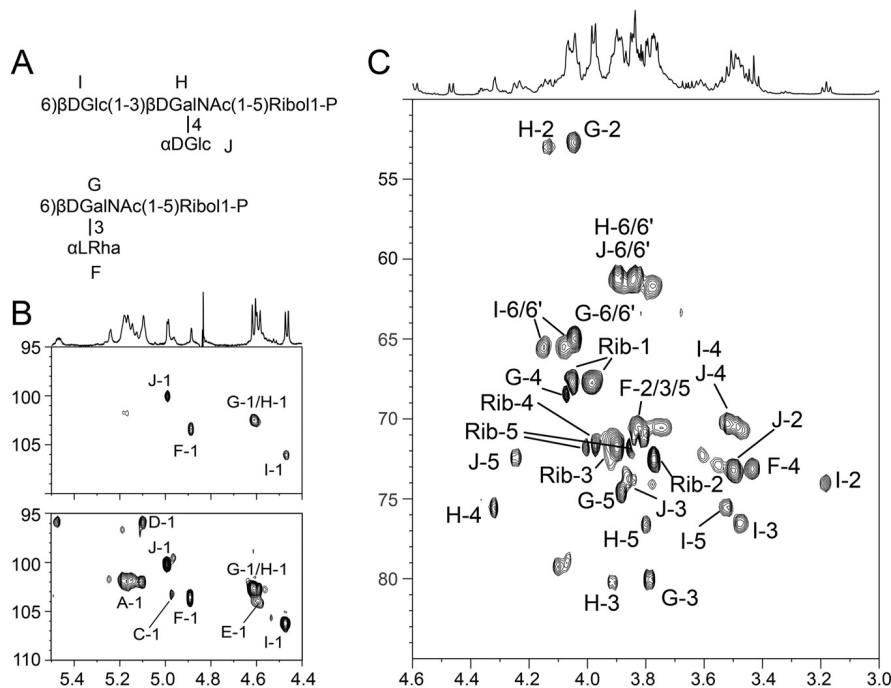 A
I H
6)βDGlc(1-3)βDGalNAc(1-5)Ribol1-P
|4
αDGlc J
G
6)βDGalNAc(1-5)Ribol1-P
|3
αLRha
F
B
95
100
105
J-1
F-1
G-1/H-1
I-1
95
100
105
110
D-1
J-1
G-1/H-1
A-1
C-1
F-1
E-1
I-1
5.4 5.2 5.0 4.8 4.6 4.4
C
H-2 G-2
55
H-6/6'
J-6/6'
60
I-6/6' G-6/6'
65
Rib-1
I-4
G-4
J-4
F-2/3/5
Rib-4
70
Rib-5
J-2
J-5
Rib-3
Rib-2
F-4
I-2
75
G-5
J-3
H-4
H-5
I-5
I-3
80
H-3
G-3
4.6 4.4 4.2 4.0 3.8 3.6 3.4 3.2 3.0